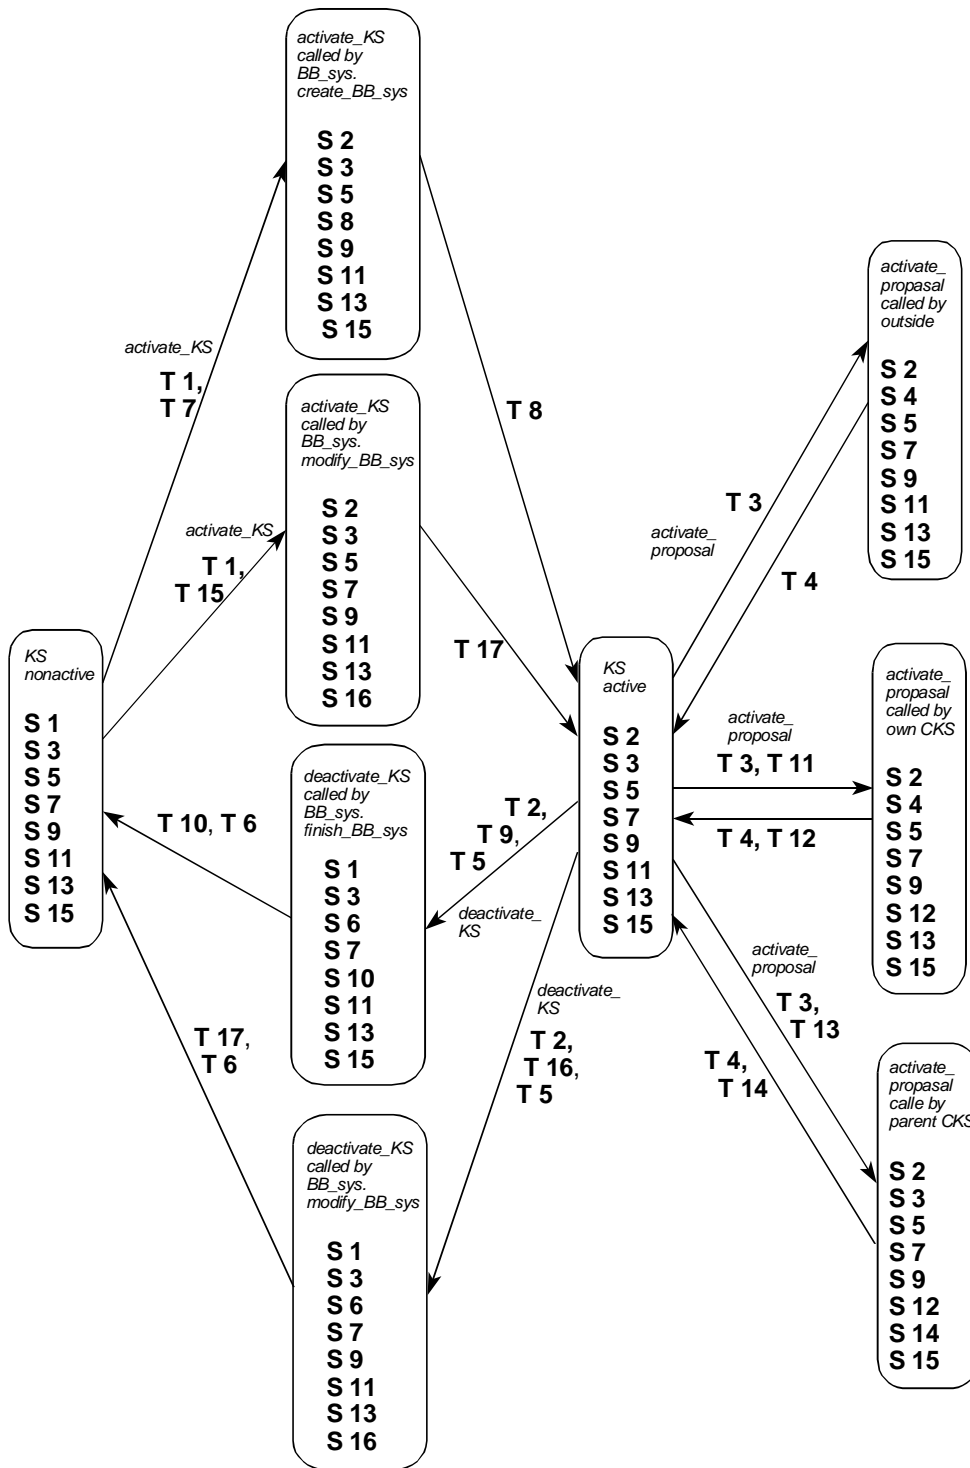 activate_KS
called by
BB_sys.
create_BB_sys
S 2
S 3
S 5
S 8
S 9
S 11
S 13
S 15
activate_KS
T 1,
T 7
T 8
activate_
propasal
called by
outside
S 2
S 4
S 5
S 7
S 9
S 11
S 13
S 15
activate_KS
called by
BB_sys.
modify_BB_sys
S 2
S 3
S 5
S 7
S 9
S 11
S 13
S 16
activate_KS
T 1,
T 15
T 17
T 3
activate_
proposal
T 4
KS
nonactive
S 1
S 3
S 5
S 7
S 9
S 11
S 13
S 15
KS
active
S 2
S 3
S 5
S 7
S 9
S 11
S 13
S 15
activate_
proposal
T 3, T 11
T 4, T 12
activate_
propasal
called by
own CKS
S 2
S 4
S 5
S 7
S 9
S 12
S 13
S 15
T 10, T 6
deactivate_KS
called by
BB_sys.
finish_BB_sys
S 1
S 3
S 6
S 7
S 10
S 11
S 13
S 15
T 2,
T 9,
T 5
deactivate_
KS
deactivate_
KS
T 2,
T 16,
T 5
activate_
proposal
T 3,
T 13
T 4,
T 14
activate_
propasal
calle by
parent CKS
S 2
S 3
S 5
S 7
S 9
S 12
S 14
S 15
T 17,
T 6
deactivate_KS
called by
BB_sys.
modify_BB_sys
S 1
S 3
S 6
S 7
S 9
S 11
S 13
S 16